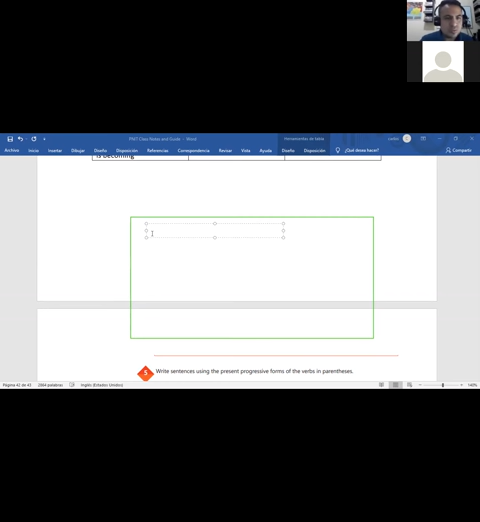 PSET Class Notes and Guide - Word
Herramientas de tabla
Archivo Inicio Insertar Dibujar Diseño Disposición Referencias Correspondencia Revisar Vista Ayuda Diseño Disposición ¿Qué desea hacer? Compartir
is becoming
5 Write sentences using the present progressive forms of the verbs in parentheses.
Página 42 de 43 2364 palabras Inglés (Estados Unidos) 140%